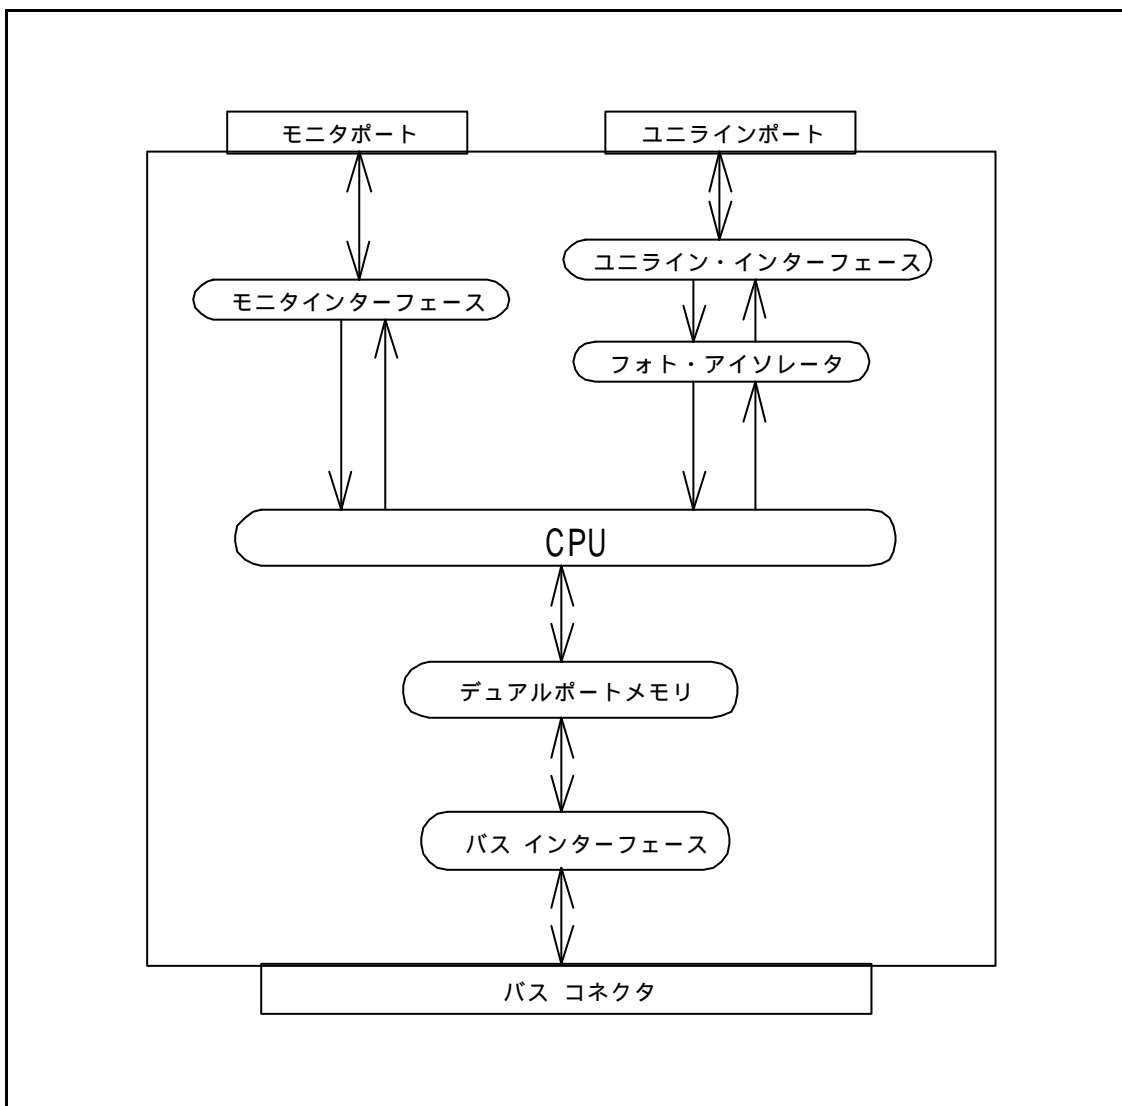 モニタポート
ユニラインポート
ユニライン・インターフェース
モニタインターフェース
フォト・アイソレータ
CPU
デュアルポートメモリ
バス インターフェース
バス コネクタ